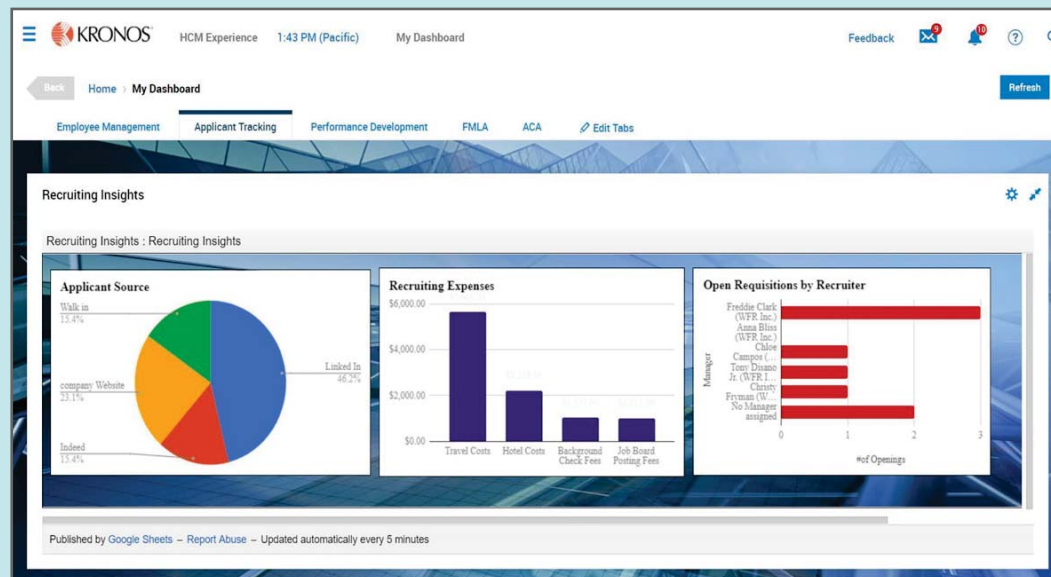 KRONOS HCM Experience 1:43 PM (Pacific) My Dashboard Feedback 9 10 ?
Back Home > My Dashboard Refresh
Employee Management Applicant Tracking Performance Development FMLA ACA Edit Tabs
Recruiting Insights
Recruiting Insights : Recruiting Insights
Applicant Source
Walk in
15.4%
company Website
23.1%
Indeed
15.4%
Linked In
46.2%
Recruiting Expenses
$6,000.00
$4,000.00
$2,000.00
$0.00
Travel Costs Hotel Costs Background Job Board
Check Fees Posting Fees
Open Requisitions by Recruiter
Manager
Freddie Clark
(WFR Inc.)
Anna Bliss
(WFR Inc.)
Chloe
Campos (...
Tony Disano
Jr. (WFR I...
Christy
Fryman (W...
No Manager
assigned
0 1 2 3
#of Openings
Published by Google Sheets – Report Abuse – Updated automatically every 5 minutes